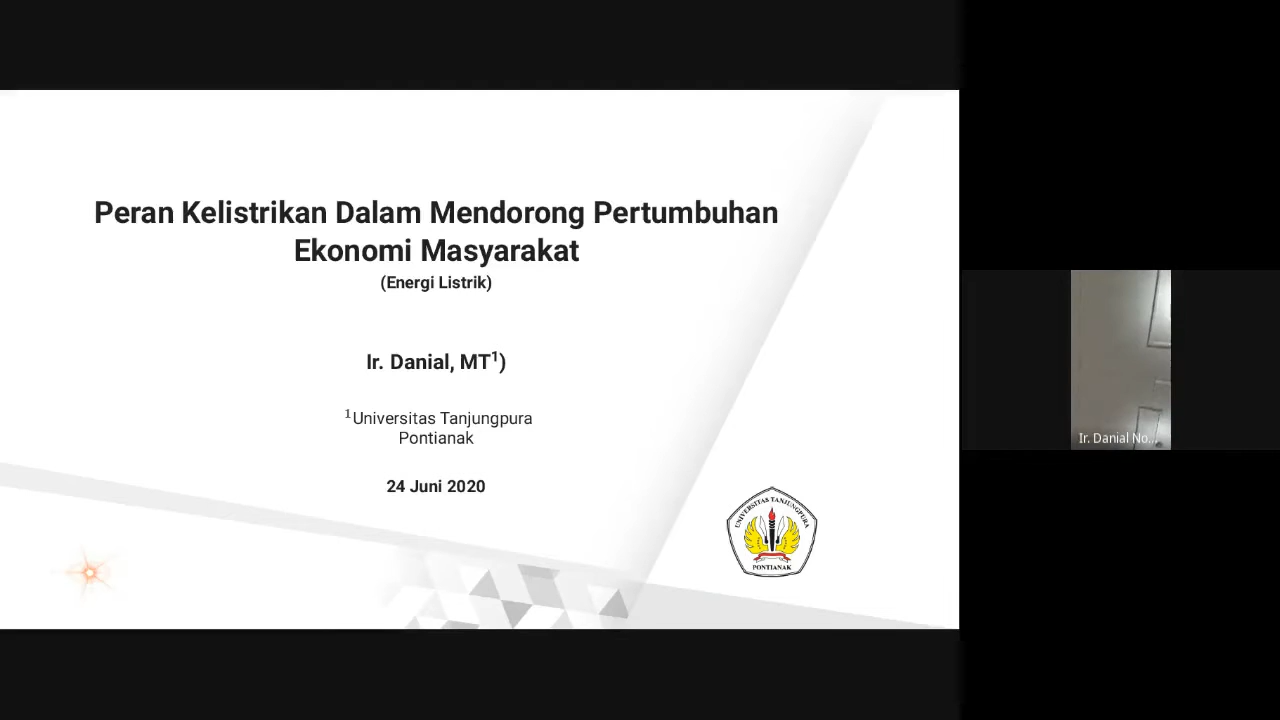 Peran Kelistrikan Dalam Mendorong Pertumbuhan
Ekonomi Masyarakat
(Energi Listrik)
Ir. Danial, MT¹)
¹Universitas Tanjungpura
Pontianak
24 Juni 2020
UNIVERSITAS TANJUNGPURA
PONTIANAK
Ir. Danial No...